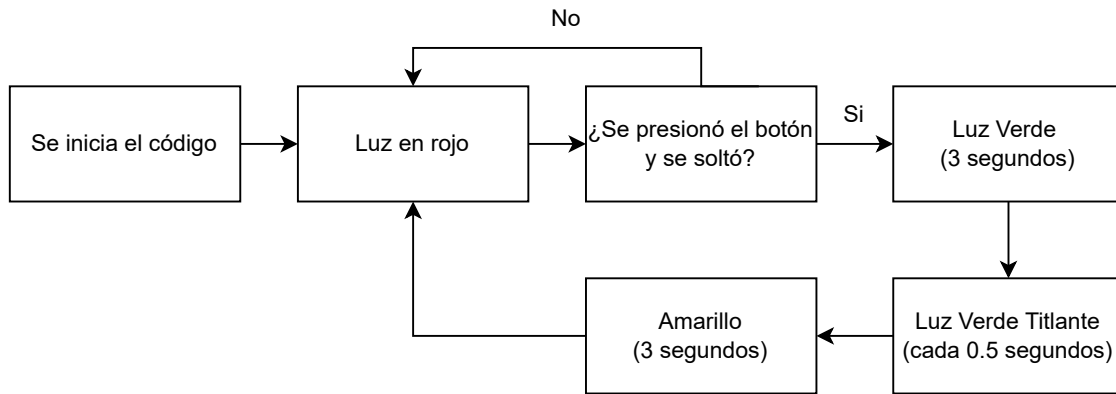 No
Se inicia el código
Luz en rojo
¿Se presionó el botón
y se soltó?
Si
Luz Verde
(3 segundos)
Amarillo
(3 segundos)
Luz Verde Titlante
(cada 0.5 segundos)